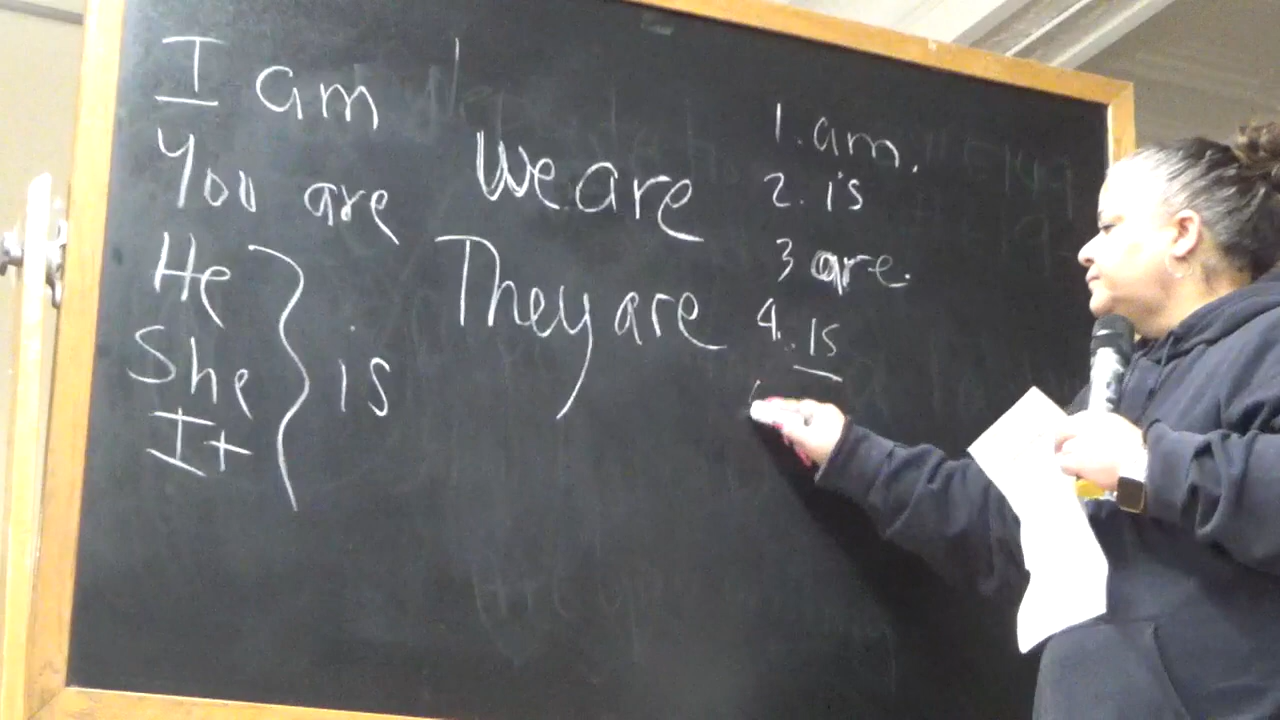 I am
You are
He
She } is
It
We are
They are
1. am.
2. is
3 are.
4. is